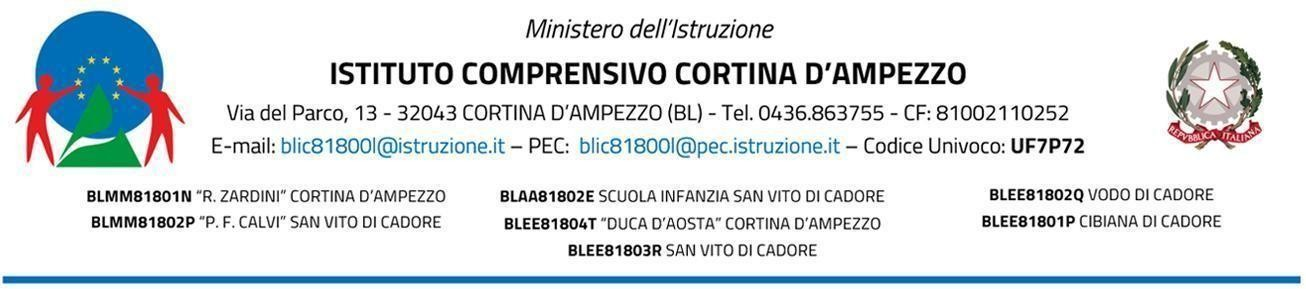 Ministero dell'Istruzione
ISTITUTO COMPRENSIVO CORTINA D'AMPEZZO
Via del Parco, 13 - 32043 CORTINA D'AMPEZZO (BL) - Tel. 0436.863755 - CF: 81002110252
E-mail: blic81800l@istruzione.it – PEC: blic81800l@pec.istruzione.it – Codice Univoco: UF7P72
REPVBBLICA ITALIANA
BLMM81801N “R. ZARDINI” CORTINA D'AMPEZZO
BLMM81802P “P. F. CALVI” SAN VITO DI CADORE
BLAA81802E SCUOLA INFANZIA SAN VITO DI CADORE
BLEE81804T “DUCA D'AOSTA” CORTINA D'AMPEZZO
BLEE81803R SAN VITO DI CADORE
BLEE81802Q VODO DI CADORE
BLEE81801P CIBIANA DI CADORE